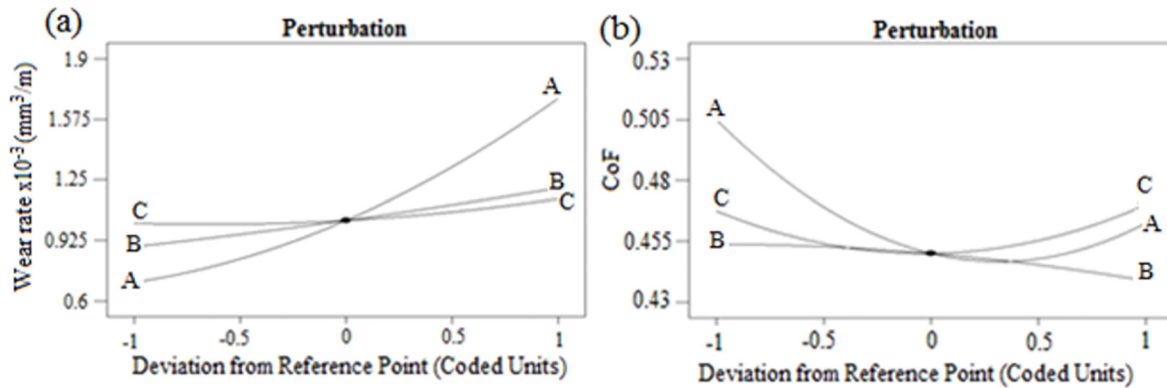 (a)
Perturbation
Wear rate x10⁻³ (mm³/m)
1.9
1.575
1.25
0.925
0.6
A
B
C
C
B
A
-1
-0.5
0
0.5
1
Deviation from Reference Point (Coded Units)
(b)
Perturbation
CoF
0.53
0.505
0.48
0.455
0.43
A
C
B
C
A
B
-1
-0.5
0
0.5
1
Deviation from Reference Point (Coded Units)